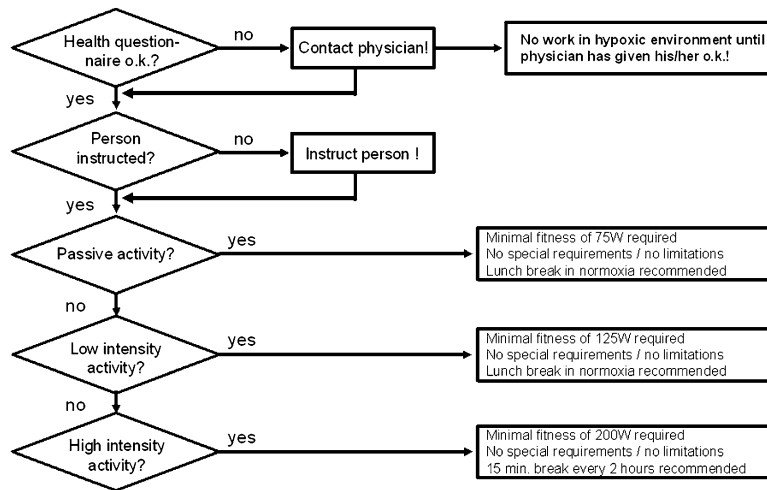 Health question-
naire o.k.?
no
Contact physician!
No work in hypoxic environment until
physician has given his/her o.k.!
yes
Person
instructed?
no
Instruct person !
yes
Passive activity?
yes
Minimal fitness of 75W required
No special requirements / no limitations
Lunch break in normoxia recommended
no
Low intensity
activity?
yes
Minimal fitness of 125W required
No special requirements / no limitations
Lunch break in normoxia recommended
no
High intensity
activity?
yes
Minimal fitness of 200W required
No special requirements / no limitations
15 min. break every 2 hours recommended